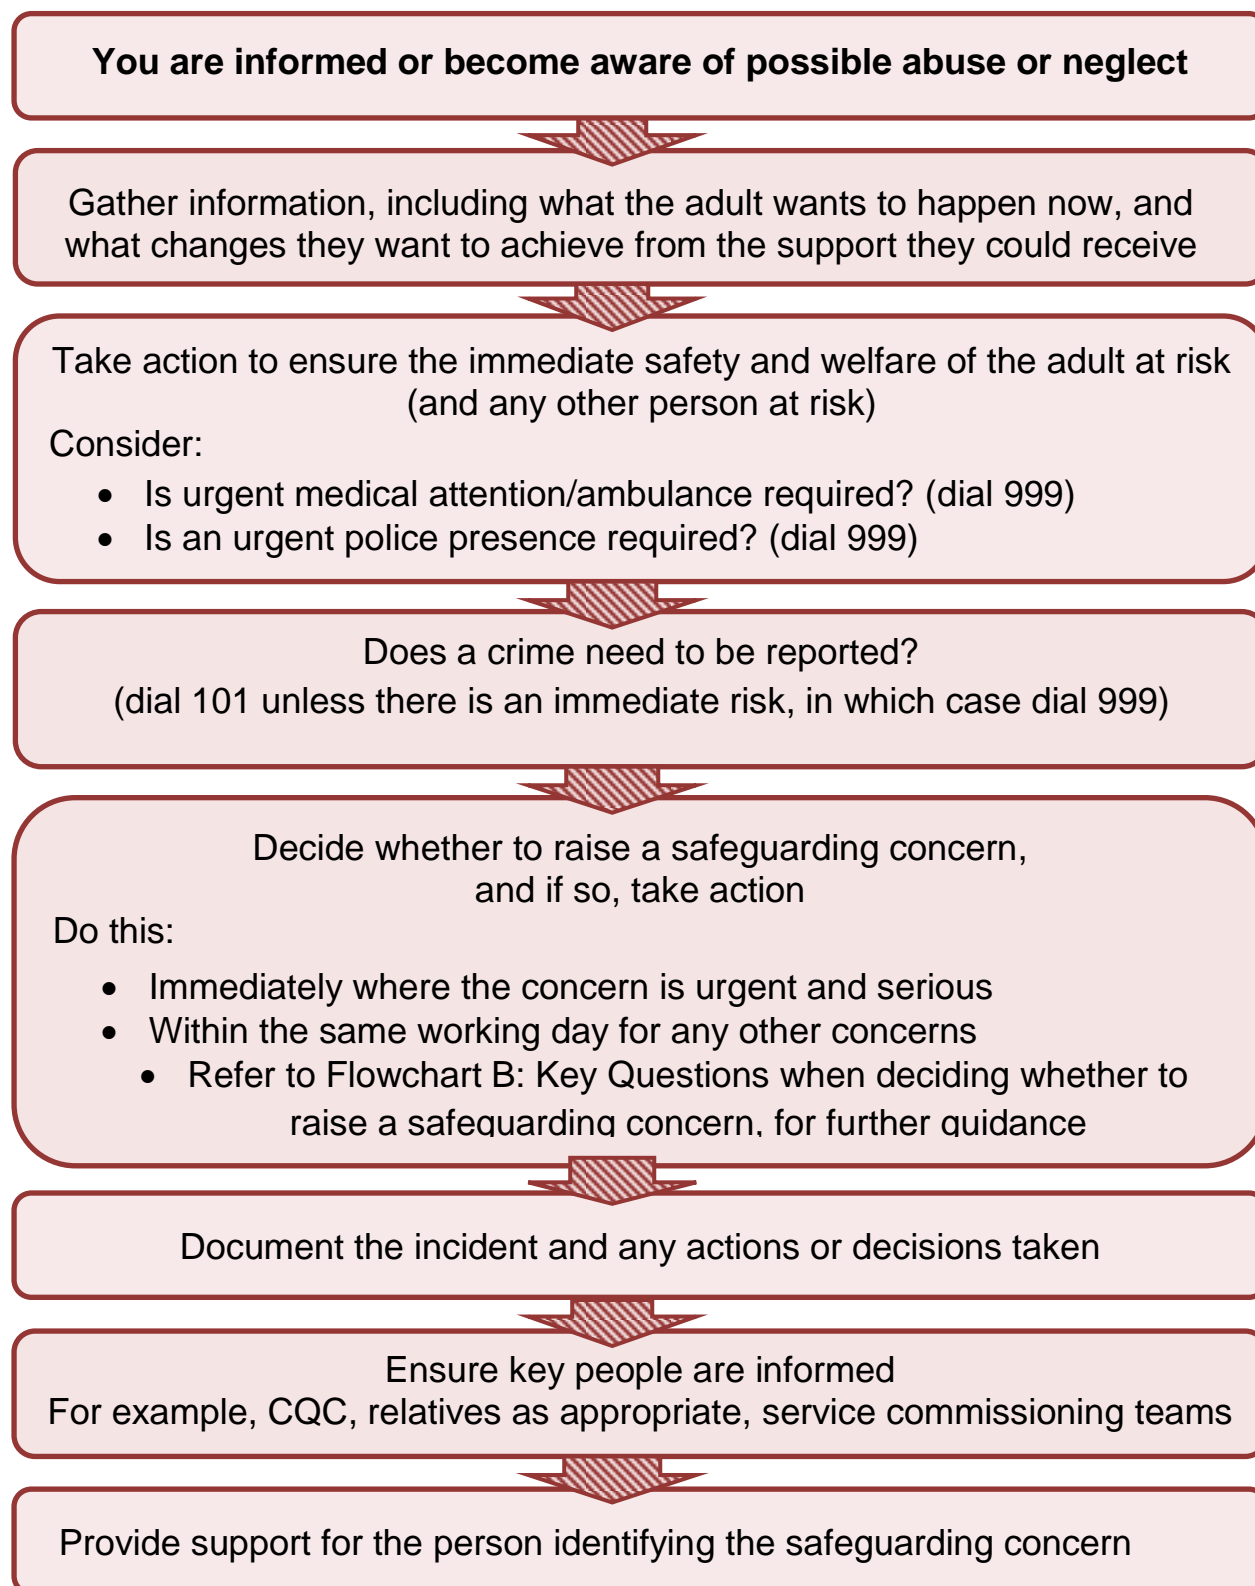 You are informed or become aware of possible abuse or neglect
Gather information, including what the adult wants to happen now, and
what changes they want to achieve from the support they could receive
Take action to ensure the immediate safety and welfare of the adult at risk
(and any other person at risk)
Consider:
• Is urgent medical attention/ambulance required? (dial 999)
• Is an urgent police presence required? (dial 999)
Does a crime need to be reported?
(dial 101 unless there is an immediate risk, in which case dial 999)
Decide whether to raise a safeguarding concern,
and if so, take action
Do this:
• Immediately where the concern is urgent and serious
• Within the same working day for any other concerns
• Refer to Flowchart B: Key Questions when deciding whether to
raise a safeguarding concern, for further guidance
Document the incident and any actions or decisions taken
Ensure key people are informed
For example, CQC, relatives as appropriate, service commissioning teams
Provide support for the person identifying the safeguarding concern